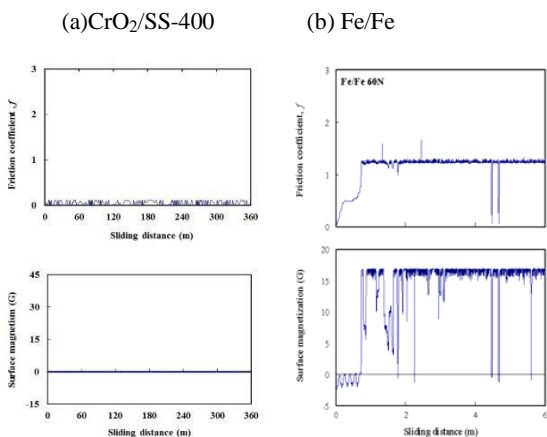 (a)CrO₂/SS-400
(b) Fe/Fe
3
2
1
0
0 60 120 180 240 300 360
Friction coefficient ,f
Sliding distance (m)
Fe/Fe 60N
3
2
1
0
0 2 4 6
Friction coefficient, f
45
30
15
0
-15
0 60 120 180 240 300 360
Surface magnetism (G)
Sliding distance (m)
20
15
10
5
0
-5
0 2 4 6
Surface magnetization (G)
Sliding distance (m)